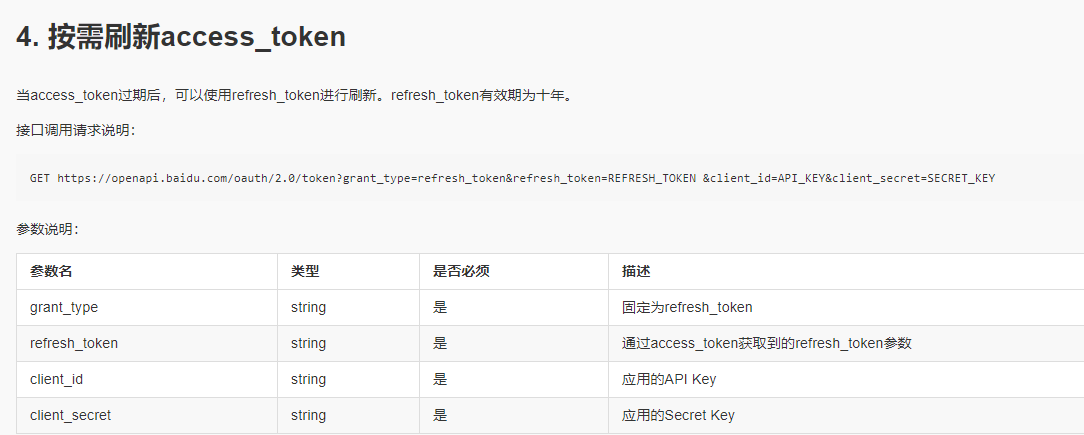 4. 按需刷新access_token
当access_token过期后，可以使用refresh_token进行刷新。refresh_token有效期为十年。
接口调用请求说明：
GET https://openapi.baidu.com/oauth/2.0/token?grant_type=refresh_token&refresh_token=REFRESH_TOKEN &client_id=API_KEY&client_secret=SECRET_KEY
参数说明：
参数名 类型 是否必须 描述
grant_type string 是 固定为refresh_token
refresh_token string 是 通过access_token获取到的refresh_token参数
client_id string 是 应用的API Key
client_secret string 是 应用的Secret Key